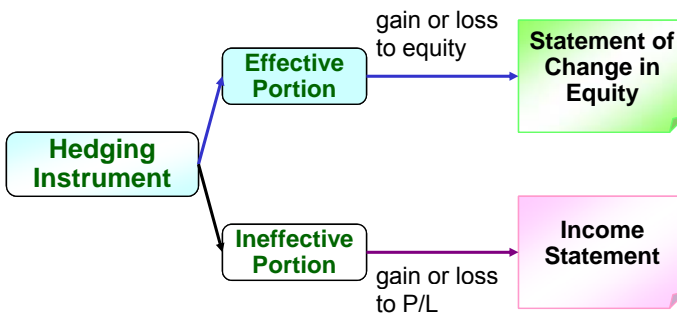 gain or loss
to equity
Effective
Portion
Statement of
Change in
Equity
Hedging
Instrument
Ineffective
Portion
gain or loss
to P/L
Income
Statement